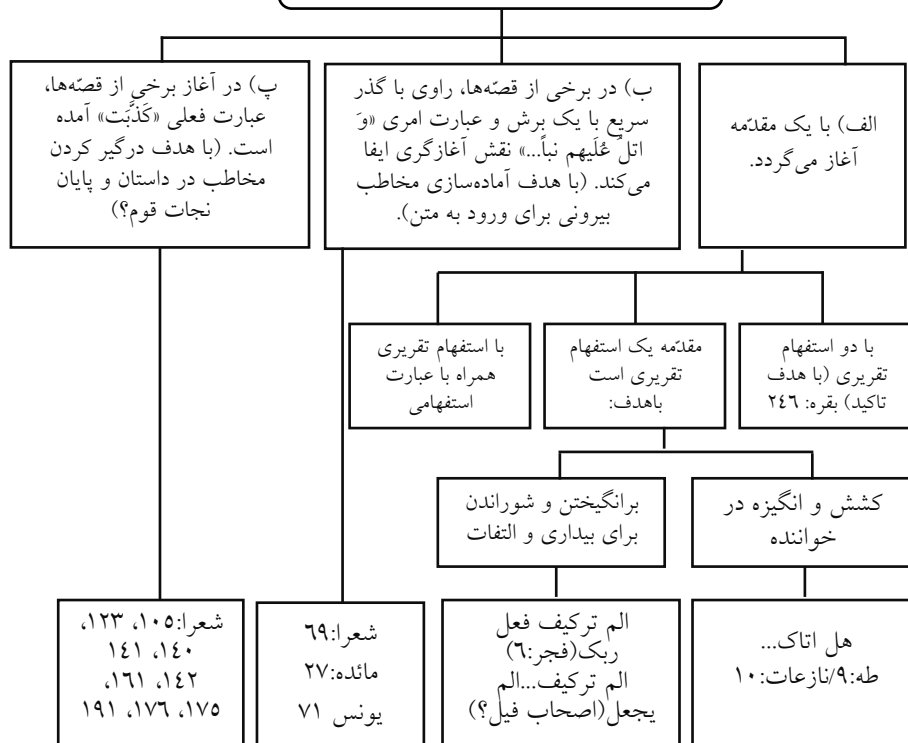 الف) با یک مقدّمه
آغاز می‌گردد.
ب) در برخی از قصّه‌ها، راوی با گذر
سریع با یک برش و عبارت امری «وَ
اتلُ عَلَیهم نبأ...» نقش آغازگری ایفا
می‌کند. (با هدف آماده‌سازی مخاطب
بیرونی برای ورود به متن).
پ) در آغاز برخی از قصّه‌ها،
عبارت فعلی «کَذَّبَت» آمده
است. (با هدف درگیر کردن
مخاطب در داستان و پایان
نجات قوم؟)
با دو استفهام
تقریری (با هدف
تاکید) بقره: ٢٤٦
مقدّمه یک استفهام
تقریری است
باهدف:
با استفهام تقریری
همراه با عبارت
استفهامی
کشش و انگیزه در
خواننده
برانگیختن و شوراندن
برای بیداری و التفات
هل اتاک...
طه:٩/نازعات:١٠
الم ترکیف فعل
ربک(فجر:٦)
الم ترکیف...الم
یجعل(اصحاب فیل؟)
شعرا:٦٩
مائده:٢٧
یونس ٧١
شعرا:١٠٥، ١٢٣،
١٤٠، ١٤١
١٤٢، ١٦١،
١٧٥، ١٧٦، ١٩١